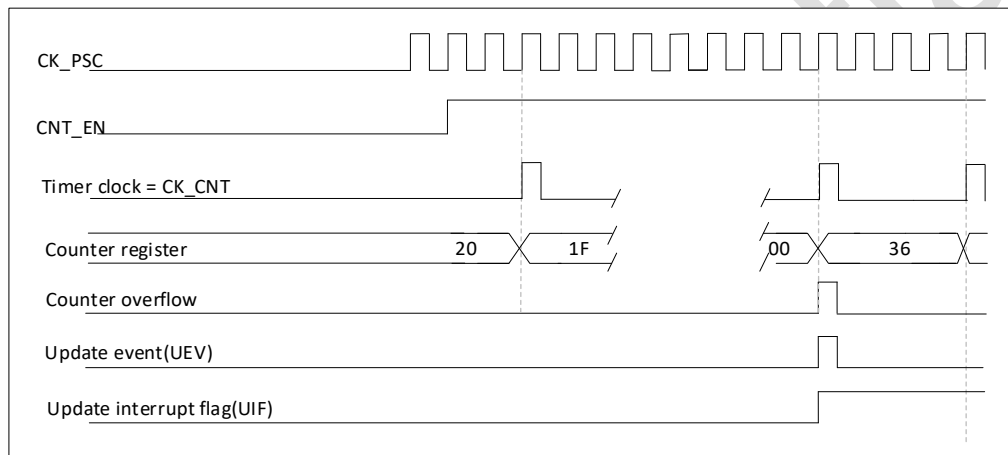 CK_PSC
CNT_EN
Timer clock = CK_CNT
Counter register 20 1F 00 36
Counter overflow
Update event(UEV)
Update interrupt flag(UIF)